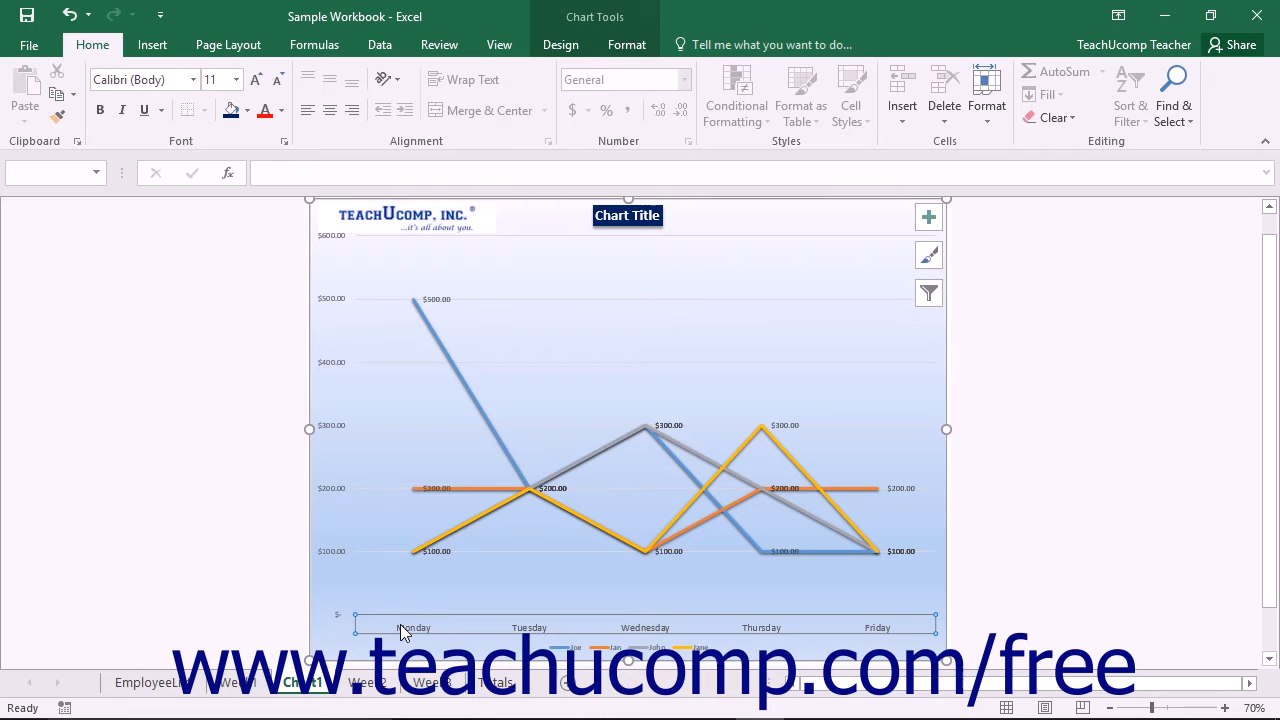 Sample Workbook - Excel
Chart Tools
File
Home
Insert
Page Layout
Formulas
Data
Review
View
Design
Format
Tell me what you want to do...
TeachUcomp Teacher
Share
Paste
Clipboard
Calibri (Body)
11
B I U
Font
Wrap Text
Merge & Center
Alignment
General
$ % ,
Number
Conditional Formatting
Format as Table
Cell Styles
Styles
Insert
Delete
Format
Cells
AutoSum
Fill
Clear
Sort & Filter
Find & Select
Editing
fx
TEACHUCOMP, INC.®
...it's all about you.
Chart Title
$600.00
$500.00
$500.00
$400.00
$300.00
$300.00
$300.00
$200.00
$200.00
$200.00
$200.00
$200.00
$100.00
$100.00
$100.00
$100.00
$100.00
$-
Monday
Tuesday
Wednesday
Thursday
Friday
Joe
Jan
John
Jane
www.teachucomp.com/free
Chart1
Totals
Ready
70%